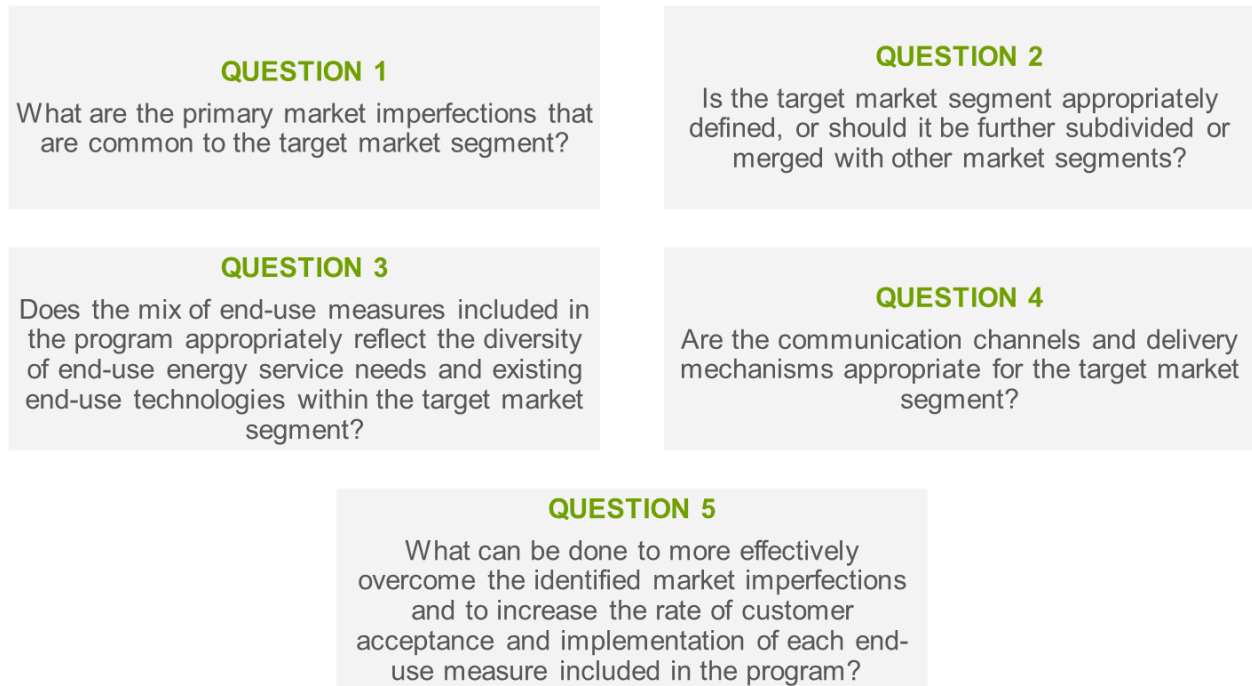 QUESTION 1
What are the primary market imperfections that
are common to the target market segment?
QUESTION 2
Is the target market segment appropriately
defined, or should it be further subdivided or
merged with other market segments?
QUESTION 3
Does the mix of end-use measures included in
the program appropriately reflect the diversity
of end-use energy service needs and existing
end-use technologies within the target market
segment?
QUESTION 4
Are the communication channels and delivery
mechanisms appropriate for the target market
segment?
QUESTION 5
What can be done to more effectively
overcome the identified market imperfections
and to increase the rate of customer
acceptance and implementation of each end-
use measure included in the program?